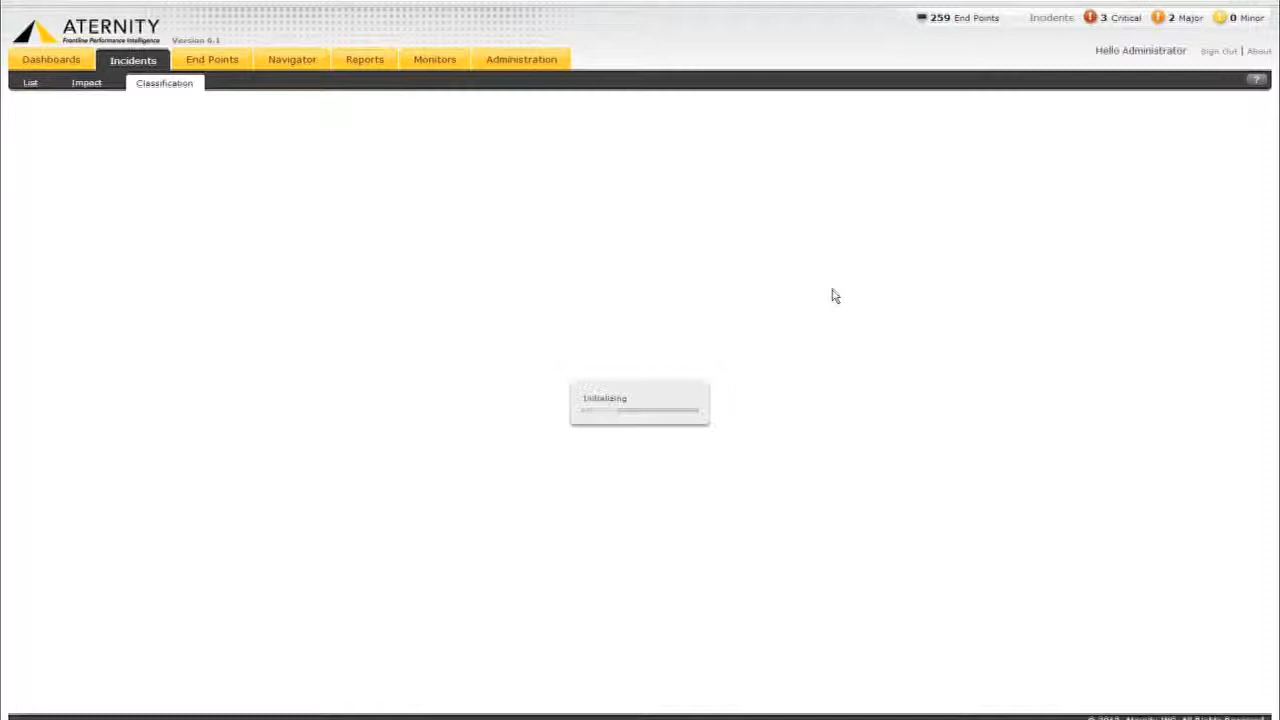 259 End Points Incidents 3 Critical 2 Major 0 Minor
ATERNITY
Frontline Performance Intelligence Version 6.1
Hello Administrator Sign Out | About
Dashboards Incidents End Points Navigator Reports Monitors Administration
List Impact Classification ?
Initializing